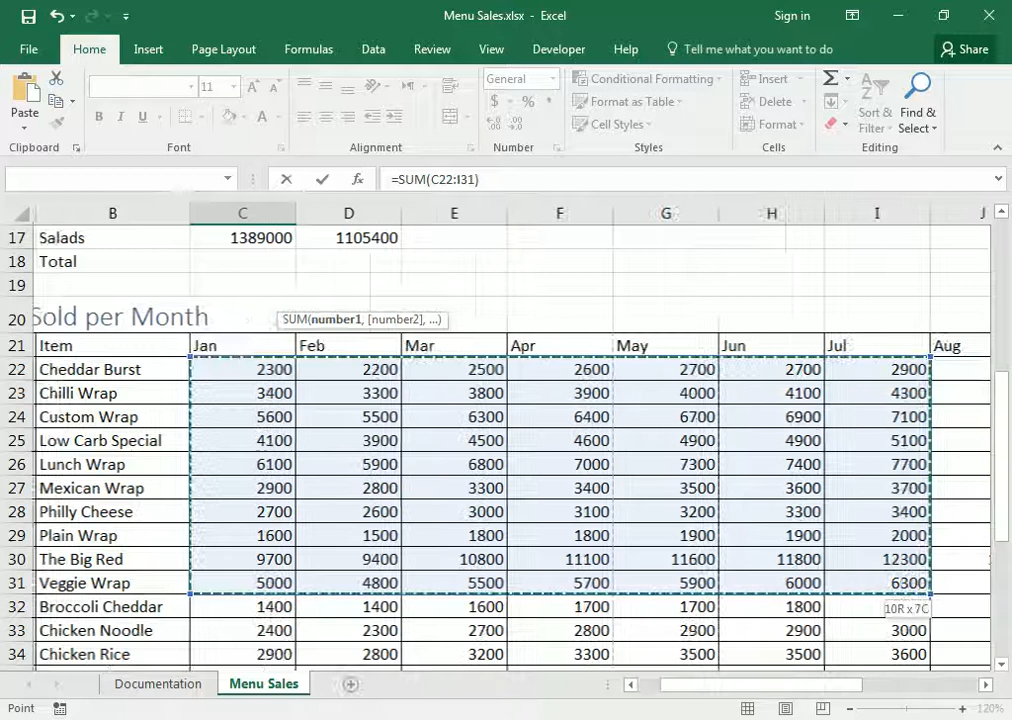 Menu Sales.xlsx - Excel
Sign in
File Home Insert Page Layout Formulas Data Review View Developer Help Tell me what you want to do Share
11 General Conditional Formatting Insert
Paste Format as Table Delete Sort & Find &
B I U A $ % , Cell Styles Format Filter Select
Clipboard Font Alignment Number Styles Cells Editing
fx =SUM(C22:I31)
B C D E F G H I J
17 Salads 1389000 1105400
18 Total
19
20 Sold per Month SUM(number1, [number2], ...)
21 Item Jan Feb Mar Apr May Jun Jul Aug
22 Cheddar Burst 2300 2200 2500 2600 2700 2700 2900
23 Chilli Wrap 3400 3300 3800 3900 4000 4100 4300
24 Custom Wrap 5600 5500 6300 6400 6700 6900 7100
25 Low Carb Special 4100 3900 4500 4600 4900 4900 5100
26 Lunch Wrap 6100 5900 6800 7000 7300 7400 7700
27 Mexican Wrap 2900 2800 3300 3400 3500 3600 3700
28 Philly Cheese 2700 2600 3000 3100 3200 3300 3400
29 Plain Wrap 1600 1500 1800 1800 1900 1900 2000
30 The Big Red 9700 9400 10800 11100 11600 11800 12300
31 Veggie Wrap 5000 4800 5500 5700 5900 6000 6300
32 Broccoli Cheddar 1400 1400 1600 1700 1700 1800 10R x 7C
33 Chicken Noodle 2400 2300 2700 2800 2900 2900 3000
34 Chicken Rice 2900 2800 3200 3300 3500 3500 3600
Documentation Menu Sales
Point 120%